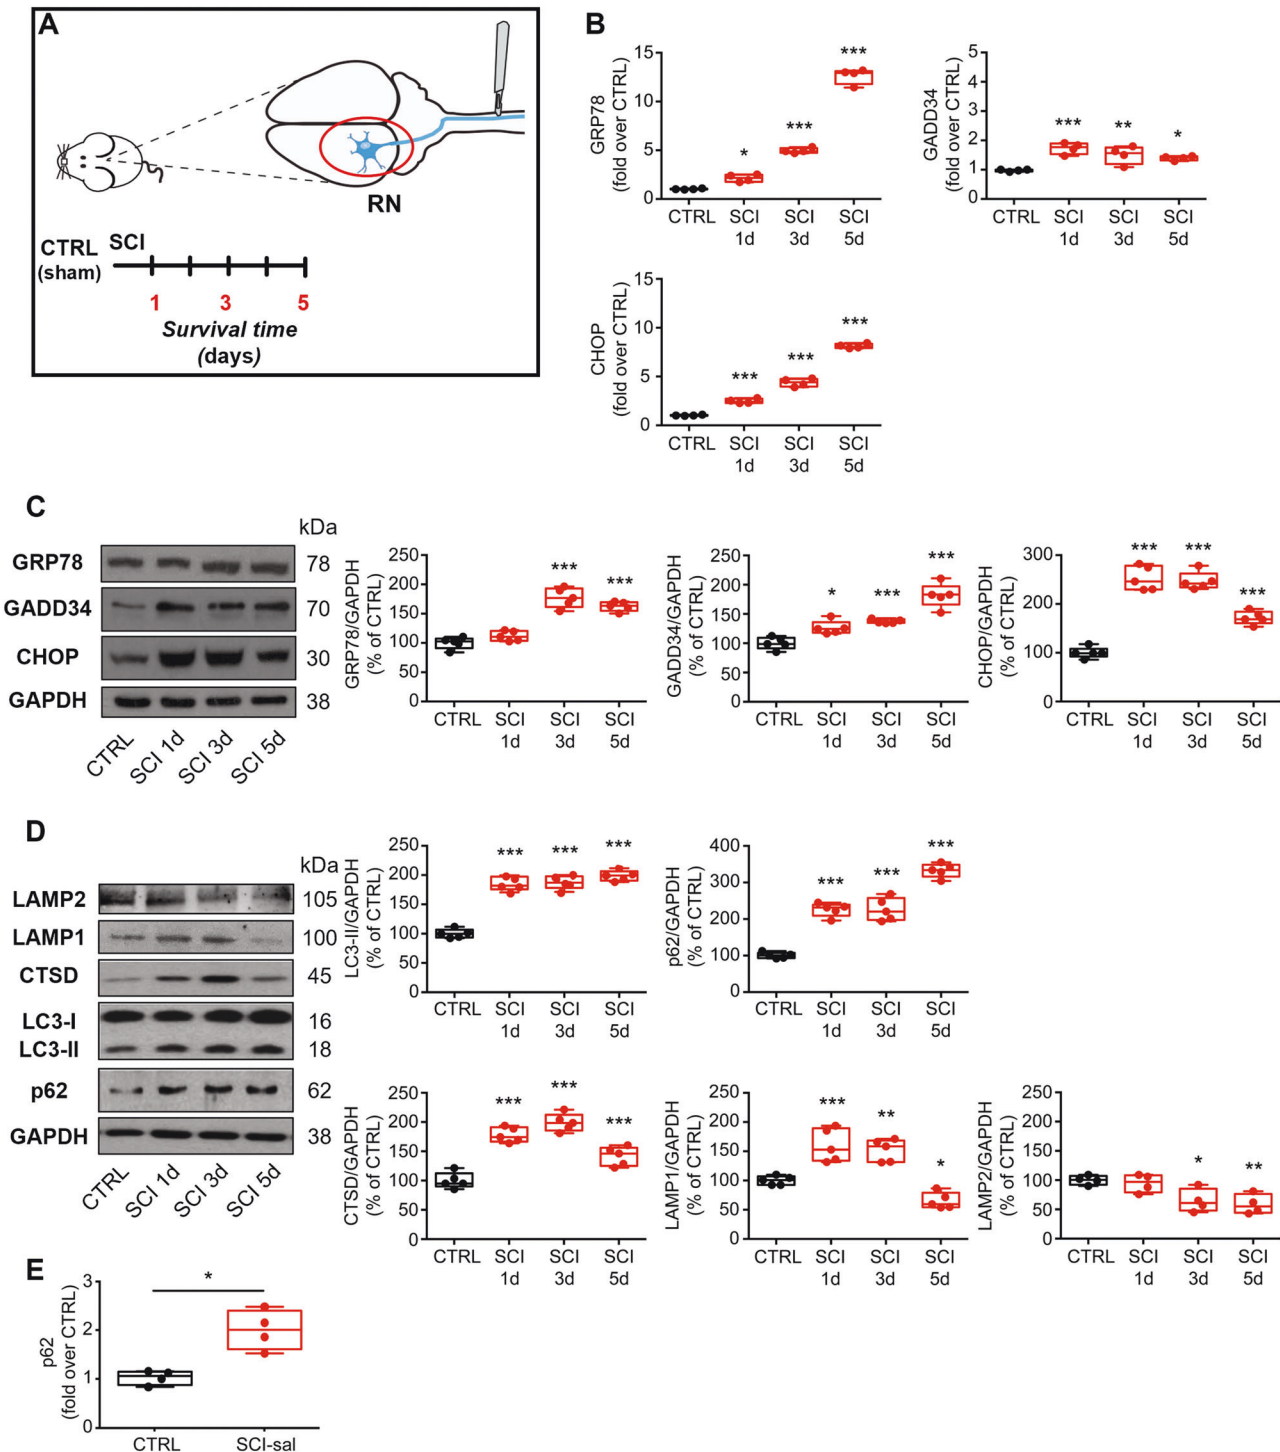 A
RN
CTRL
(sham)
SCI
1 3 5
Survival time
(days)
B
GRP78
(fold over CTRL)
15
10
5
0
* *** ***
CTRL SCI SCI SCI
1d 3d 5d
GADD34
(fold over CTRL)
5
4
3
2
1
0
*** ** *
CTRL SCI SCI SCI
1d 3d 5d
CHOP
(fold over CTRL)
15
10
5
0
*** *** ***
CTRL SCI SCI SCI
1d 3d 5d
C
kDa
GRP78 78
GADD34 70
CHOP 30
GAPDH 38
CTRL SCI 1d SCI 3d SCI 5d
GRP78/GAPDH
(% of CTRL)
250
200
150
100
50
0
*** ***
CTRL SCI SCI SCI
1d 3d 5d
GADD34/GAPDH
(% of CTRL)
250
200
150
100
50
0
* *** ***
CTRL SCI SCI SCI
1d 3d 5d
CHOP/GAPDH
(% of CTRL)
300
200
100
0
*** *** ***
CTRL SCI SCI SCI
1d 3d 5d
D
kDa
LAMP2 105
LAMP1 100
CTSD 45
LC3-I 16
LC3-II 18
p62 62
GAPDH 38
CTRL SCI 1d SCI 3d SCI 5d
LC3-II/GAPDH
(% of CTRL)
250
200
150
100
50
0
*** *** ***
CTRL SCI SCI SCI
1d 3d 5d
p62/GAPDH
(% of CTRL)
400
300
200
100
0
*** *** ***
CTRL SCI SCI SCI
1d 3d 5d
CTSD/GAPDH
(% of CTRL)
250
200
150
100
50
0
*** *** ***
CTRL SCI SCI SCI
1d 3d 5d
LAMP1/GAPDH
(% of CTRL)
250
200
150
100
50
0
*** ** *
CTRL SCI SCI SCI
1d 3d 5d
LAMP2/GAPDH
(% of CTRL)
250
200
150
100
50
0
* **
CTRL SCI SCI SCI
1d 3d 5d
E
p62
(fold over CTRL)
3
2
1
0
*
CTRL SCI-sal